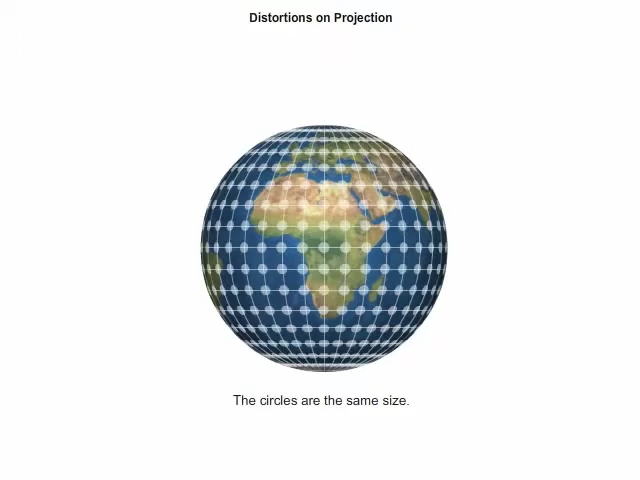 Distortions on Projection
The circles are the same size.